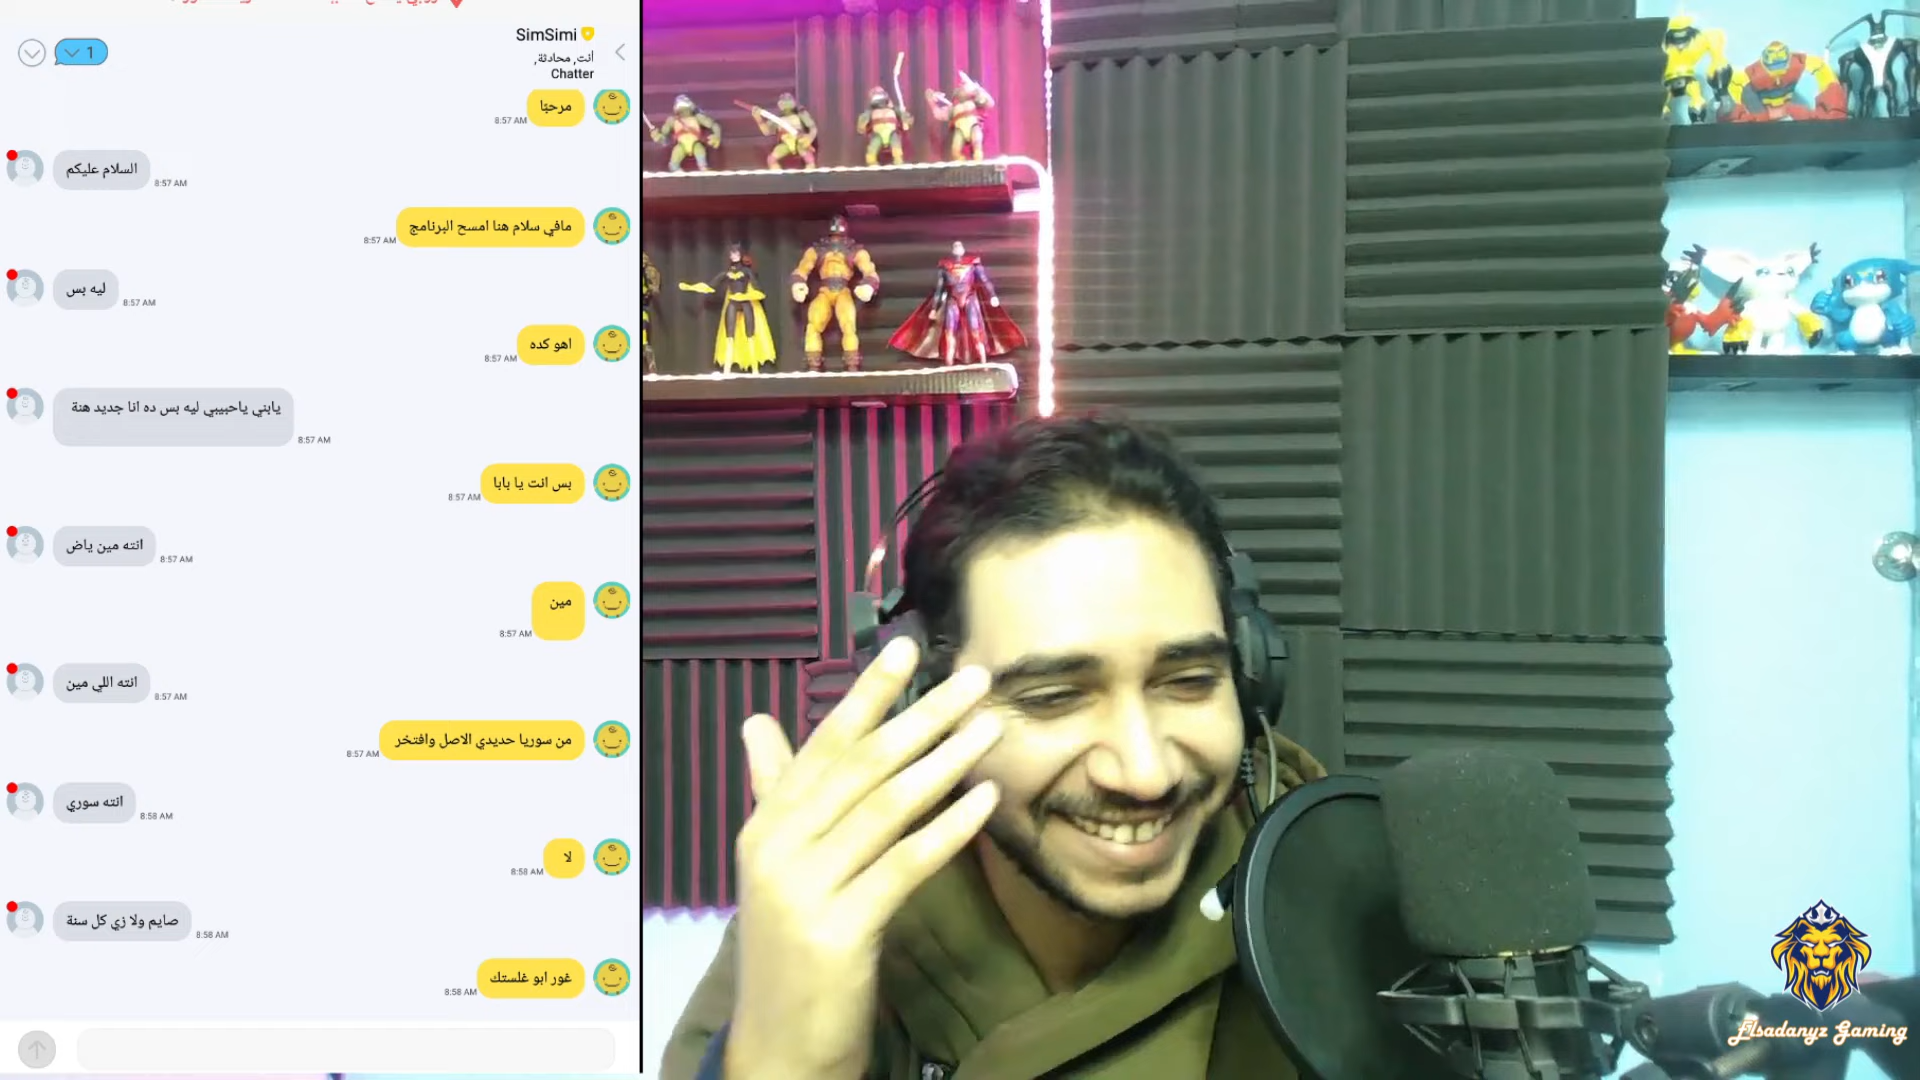 SimSimi
1
أنت, محادثة,
Chatter
مرحبًا
8:57 AM
السلام عليكم
8:57 AM
مافي سلام هنا امسح البرنامج
8:57 AM
ليه بس
8:57 AM
اهو كده
8:57 AM
يابني ياحبيبي ليه بس ده انا جديد هنة
8:57 AM
بس انت يا بابا
8:57 AM
انته مين ياض
8:57 AM
مين
8:57 AM
انته اللي مين
8:57 AM
من سوريا حديدي الاصل وافتخر
8:57 AM
انته سوري
8:58 AM
لا
8:58 AM
صايم ولا زي كل سنة
8:58 AM
غور ابو غلستك
8:58 AM
Elsadanyz Gaming